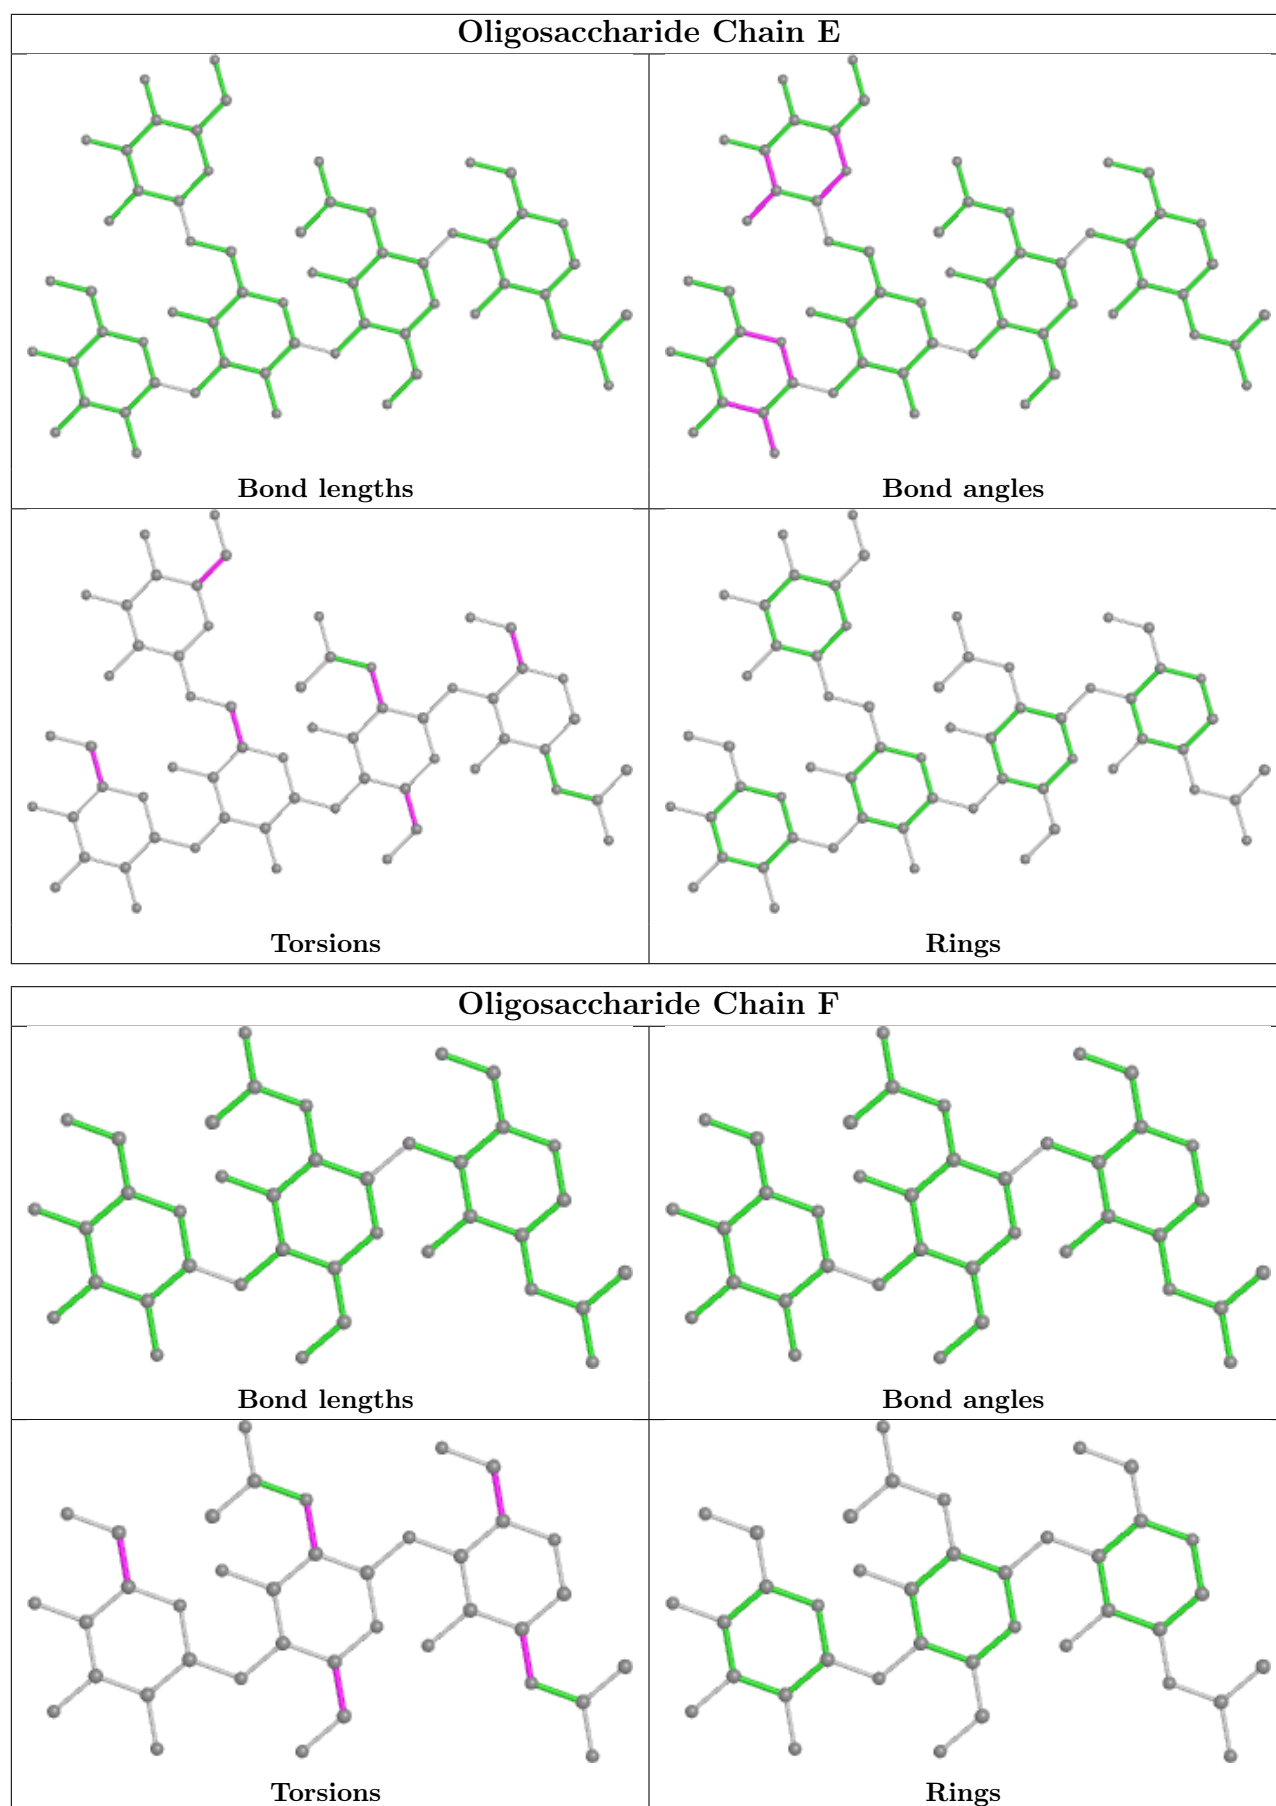 Oligosaccharide Chain E
Bond lengths
Bond angles
Torsions
Rings
Oligosaccharide Chain F
Bond lengths
Bond angles
Torsions
Rings